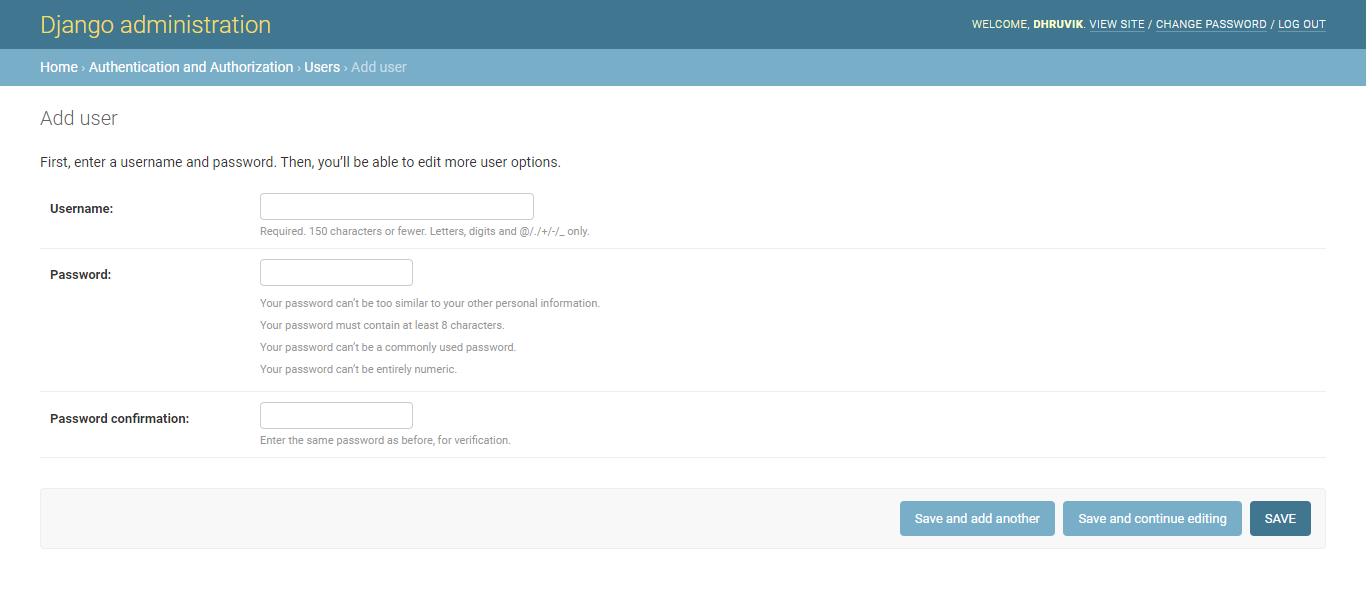 Django administration
WELCOME, DHRUVIK. VIEW SITE / CHANGE PASSWORD / LOG OUT
Home › Authentication and Authorization › Users › Add user
Add user
First, enter a username and password. Then, you’ll be able to edit more user options.
Username:
Required. 150 characters or fewer. Letters, digits and @/./+/-/_ only.
Password:
Your password can’t be too similar to your other personal information.
Your password must contain at least 8 characters.
Your password can’t be a commonly used password.
Your password can’t be entirely numeric.
Password confirmation:
Enter the same password as before, for verification.
Save and add another
Save and continue editing
SAVE